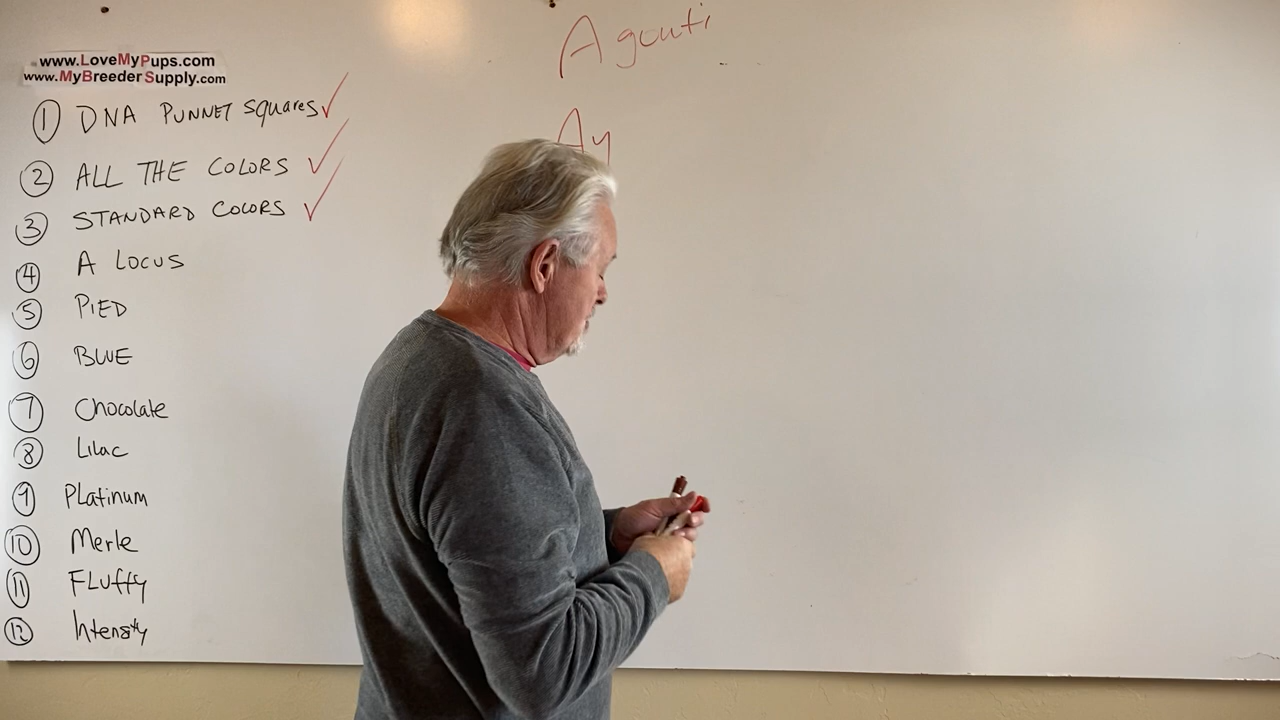 www.LoveMyPups.com
www.MyBreederSupply.com
1 DNA PUNNET SQuares
2 ALL THE COLORS
3 STANDARD COLORS
4 A LOCUS
5 PiED
6 BLUE
7 Chocolate
8 Lilac
9 Platinum
10 Merle
11 FLuffy
12 Intensity
Agouti
Ay